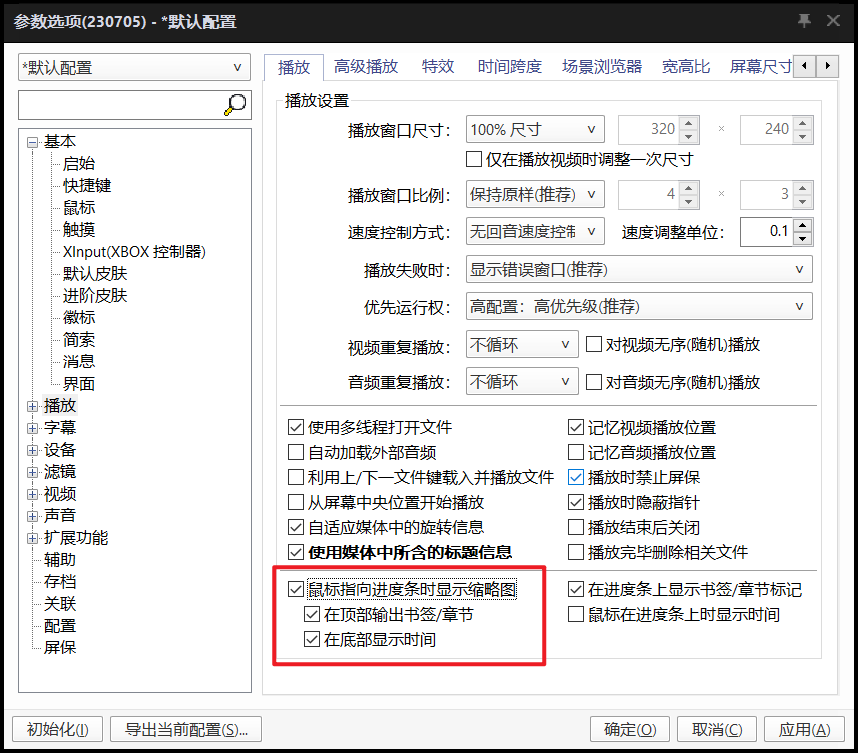 参数选项(230705) - *默认配置
*默认配置
播放 高级播放 特效 时间跨度 场景浏览器 宽高比 屏幕尺寸
基本
启始
快捷键
鼠标
触摸
XInput(XBOX 控制器)
默认皮肤
进阶皮肤
徽标
简索
消息
界面
播放
字幕
设备
滤镜
视频
声音
扩展功能
辅助
存档
关联
配置
屏保
播放设置
播放窗口尺寸: 100% 尺寸 320 × 240
仅在播放视频时调整一次尺寸
播放窗口比例: 保持原样(推荐) 4 × 3
速度控制方式: 无回音速度控制 速度调整单位: 0.1
播放失败时: 显示错误窗口(推荐)
优先运行权: 高配置：高优先级(推荐)
视频重复播放: 不循环 对视频无序(随机)播放
音频重复播放: 不循环 对音频无序(随机)播放
使用多线程打开文件 记忆视频播放位置
自动加载外部音频 记忆音频播放位置
利用上/下一文件键载入并播放文件 播放时禁止屏保
从屏幕中央位置开始播放 播放时隐蔽指针
自适应媒体中的旋转信息 播放结束后关闭
使用媒体中所含的标题信息 播放完毕删除相关文件
鼠标指向进度条时显示缩略图 在进度条上显示书签/章节标记
在顶部输出书签/章节 鼠标在进度条上时显示时间
在底部显示时间
初始化(I) 导出当前配置(S)... 确定(O) 取消(C) 应用(A)